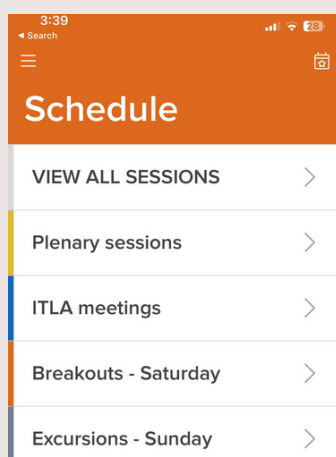 3:39
◀ Search
28
Schedule
VIEW ALL SESSIONS
Plenary sessions
ITLA meetings
Breakouts - Saturday
Excursions - Sunday